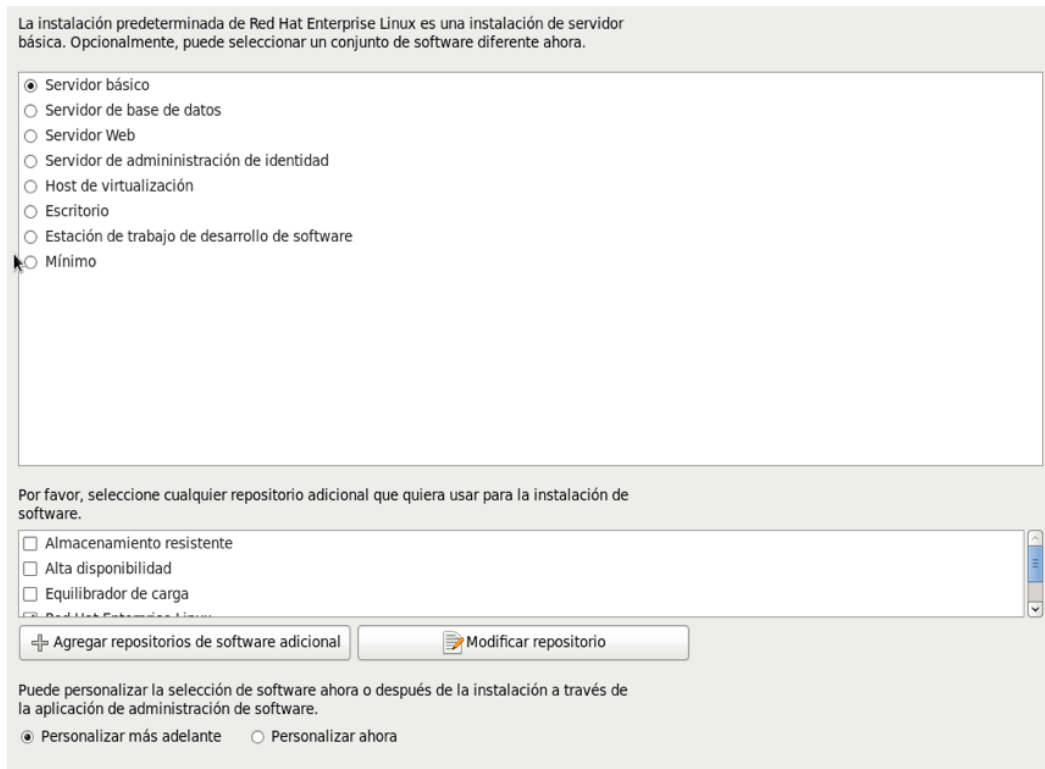 La instalación predeterminada de Red Hat Enterprise Linux es una instalación de servidor
básica. Opcionalmente, puede seleccionar un conjunto de software diferente ahora.
Servidor básico
Servidor de base de datos
Servidor Web
Servidor de admininistración de identidad
Host de virtualización
Escritorio
Estación de trabajo de desarrollo de software
Mínimo
Por favor, seleccione cualquier repositorio adicional que quiera usar para la instalación de
software.
Almacenamiento resistente
Alta disponibilidad
Equilibrador de carga
Red Hat Enterprise Linux
Agregar repositorios de software adicional
Modificar repositorio
Puede personalizar la selección de software ahora o después de la instalación a través de
la aplicación de administración de software.
Personalizar más adelante
Personalizar ahora